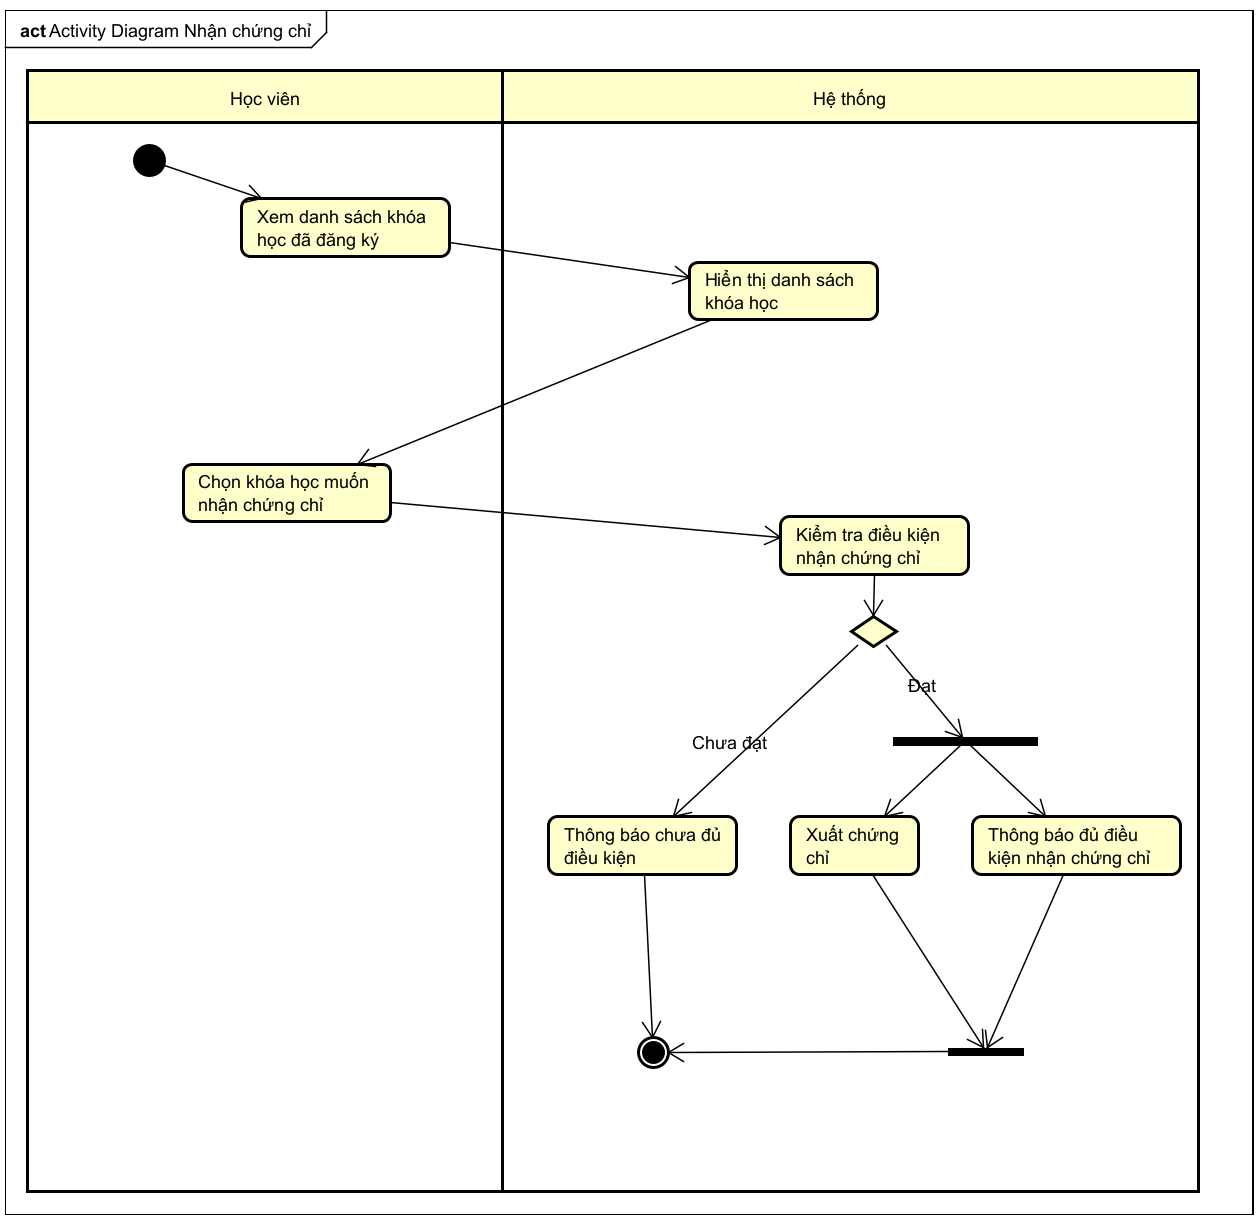 act Activity Diagram Nhận chứng chỉ
Học viên
Hệ thống
Xem danh sách khóa
học đã đăng ký
Hiển thị danh sách
khóa học
Chọn khóa học muốn
nhận chứng chỉ
Kiểm tra điều kiện
nhận chứng chỉ
Đạt
Chưa đạt
Thông báo chưa đủ
điều kiện
Xuất chứng
chỉ
Thông báo đủ điều
kiện nhận chứng chỉ